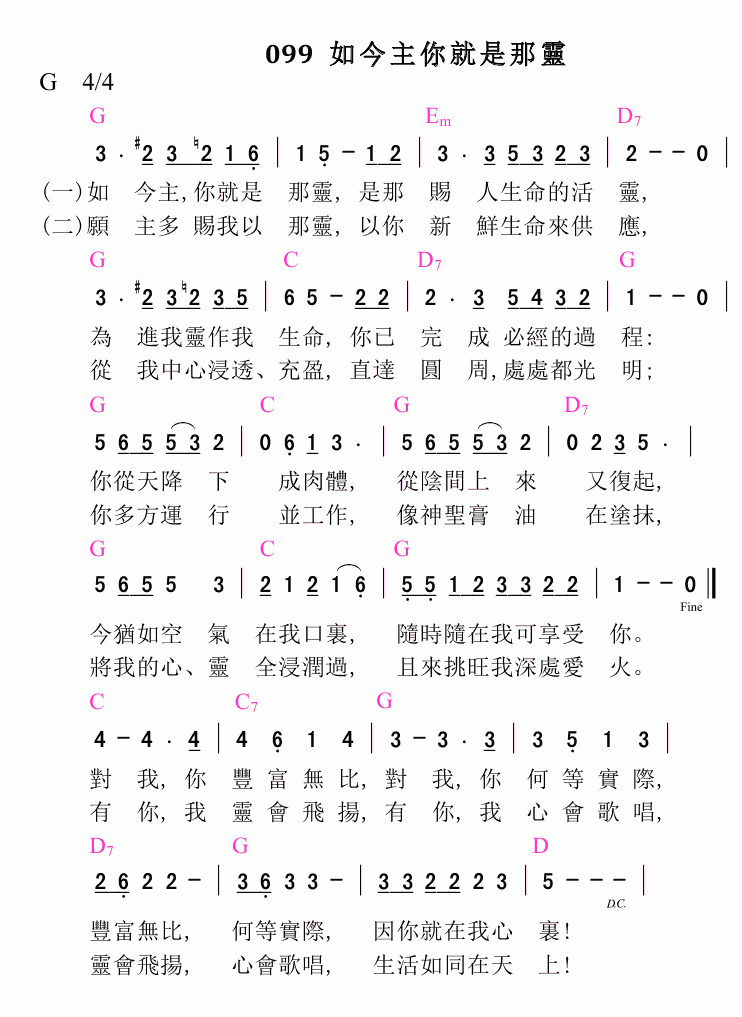 099 如今主你就是那靈
G 4/4
G Em D7
3 . #2 3 ♮2 1 6 | 1 5 - 1 2 | 3 . 3 5 3 2 3 | 2 - - 0 |
(一)如 今主,你就是 那靈, 是那 賜 人生命的活 靈,
(二)願 主多 賜我以 那靈, 以你 新 鮮生命來供 應,
G C D7 G
3 . #2 3 ♮2 3 5 | 6 5 - 2 2 | 2 . 3 5 4 3 2 | 1 - - 0 |
為 進我靈作我 生命, 你已 完 成 必經的過 程:
從 我中心浸透、充盈, 直達 圓 周,處處都光 明;
G C G D7
5 6 5 5 3 2 | 0 6 1 3 . | 5 6 5 5 3 2 | 0 2 3 5 . |
你從天降 下 成肉體, 從陰間上 來 又復起,
你多方運 行 並工作, 像神聖膏 油 在塗抹,
G C G
5 6 5 5 3 | 2 1 2 1 6 | 5 5 1 2 3 3 2 2 | 1 - - 0 ‖
Fine
今猶如空 氣 在我口裏, 隨時隨在我可享受 你。
將我的心、靈 全浸潤過, 且來挑旺我深處愛 火。
C C7 G
4 - 4 . 4 | 4 6 1 4 | 3 - 3 . 3 | 3 5 1 3 |
對 我, 你 豐 富 無 比, 對 我, 你 何 等 實 際,
有 你, 我 靈 會 飛 揚, 有 你, 我 心 會 歌 唱,
D7 G D
2 6 2 2 - | 3 6 3 3 - | 3 3 2 2 2 3 | 5 - - - |
D.C.
豐富無比, 何等實際, 因你就在我心 裏!
靈會飛揚, 心會歌唱, 生活如同在天 上!